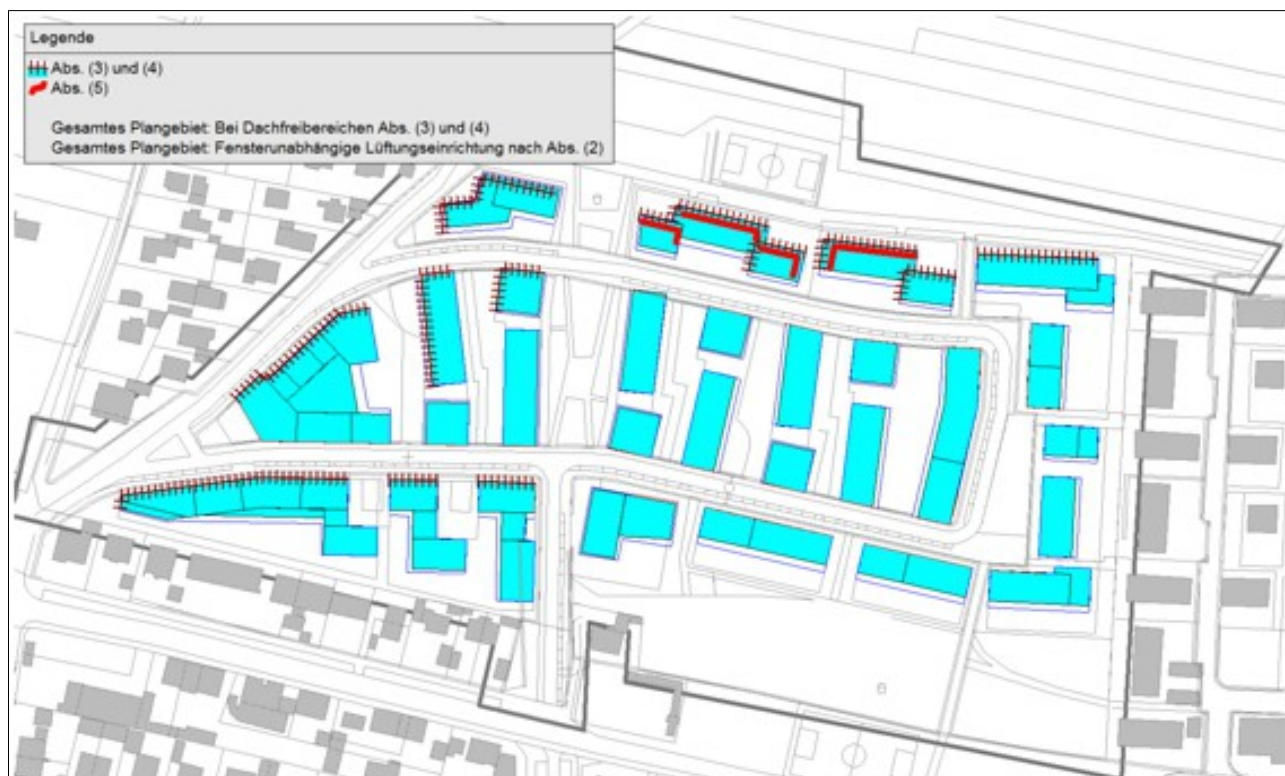 Legende
Abs. (3) und (4)
Abs. (5)
Gesamtes Plangebiet: Bei Dachfreibereichen Abs. (3) und (4)
Gesamtes Plangebiet: Fensterunabhängige Lüftungseinrichtung nach Abs. (2)